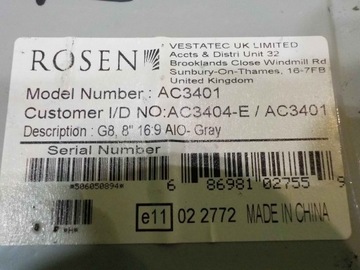 ROSEN
VESTATEC UK LIMITED
Accts & Distri Unit 32
Brooklands Close Windmill Rd
Sunbury-On-Thames, 16-7FB
United Kingdom
Model Number : AC3401
Customer I/D NO:AC3404-E / AC3401
Description : G8, 8" 16:9 AIO- Gray
Serial Number
*506050894*
6 86981 02755 9
e11 02 2772 MADE IN CHINA